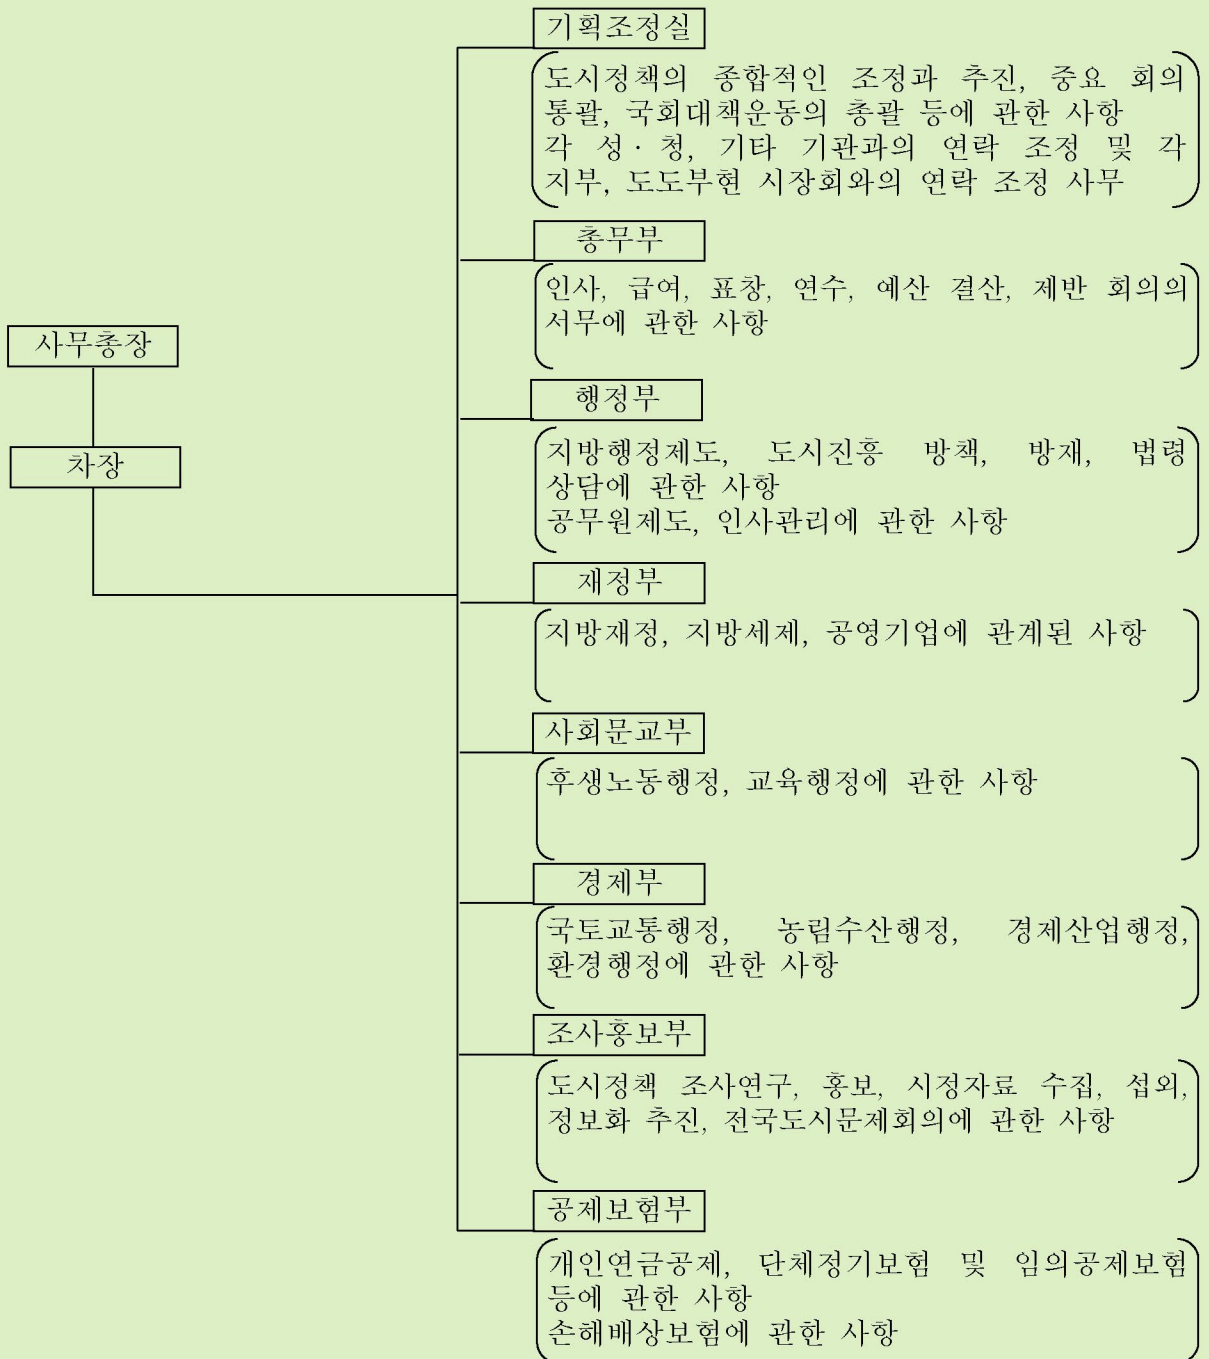 기획조정실
도시정책의 종합적인 조정과 추진, 중요 회의
통괄, 국회대책운동의 총괄 등에 관한 사항
각 성·청, 기타 기관과의 연락 조정 및 각
지부, 도도부현 시장회와의 연락 조정 사무
총무부
인사, 급여, 표창, 연수, 예산 결산, 제반 회의의
서무에 관한 사항
사무총장
차장
행정부
지방행정제도, 도시진흥 방책, 방재, 법령
상담에 관한 사항
공무원제도, 인사관리에 관한 사항
재정부
지방재정, 지방세제, 공영기업에 관계된 사항
사회문교부
후생노동행정, 교육행정에 관한 사항
경제부
국토교통행정, 농림수산행정, 경제산업행정,
환경행정에 관한 사항
조사홍보부
도시정책 조사연구, 홍보, 시정자료 수집, 섭외,
정보화 추진, 전국도시문제회의에 관한 사항
공제보험부
개인연금공제, 단체정기보험 및 임의공제보험
등에 관한 사항
손해배상보험에 관한 사항